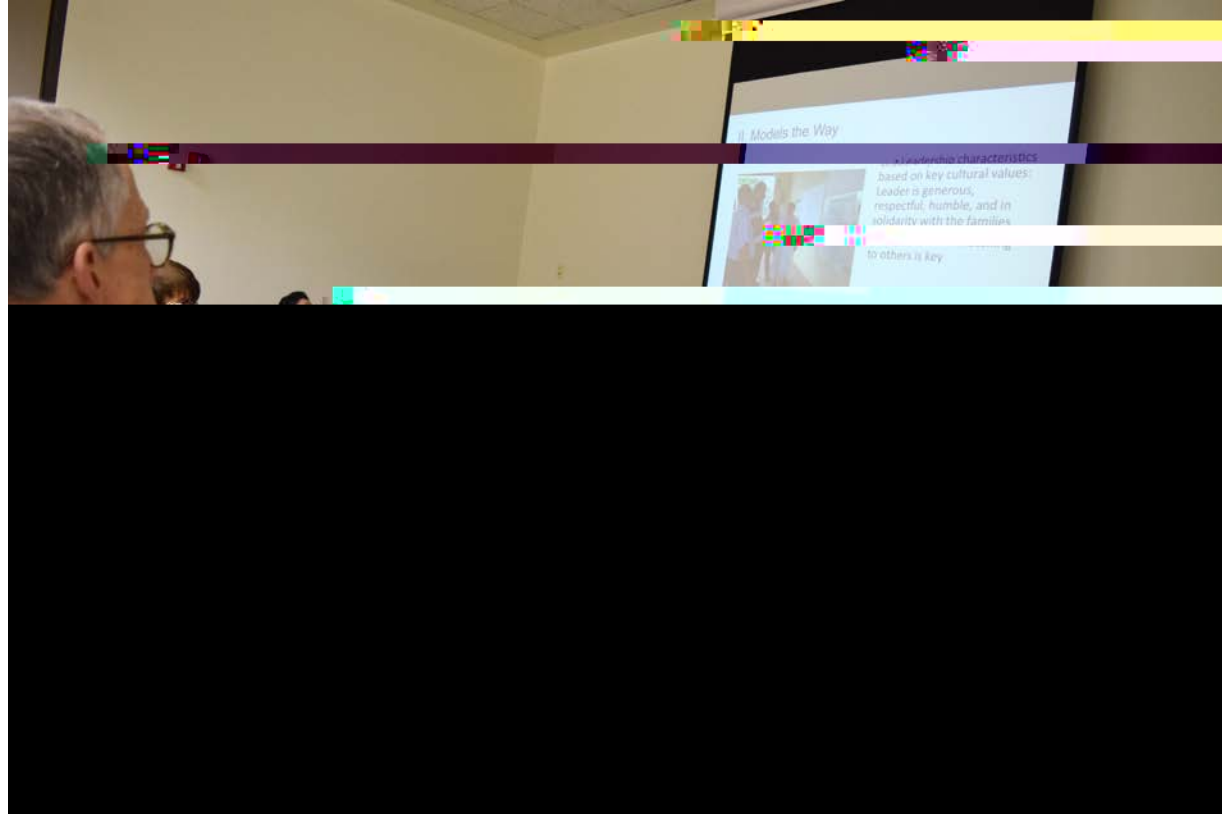 II. Models the Way
Leadership characteristics
based on key cultural values:
Leader is generous,
respectful, humble, and in
solidarity with the families
to others is key